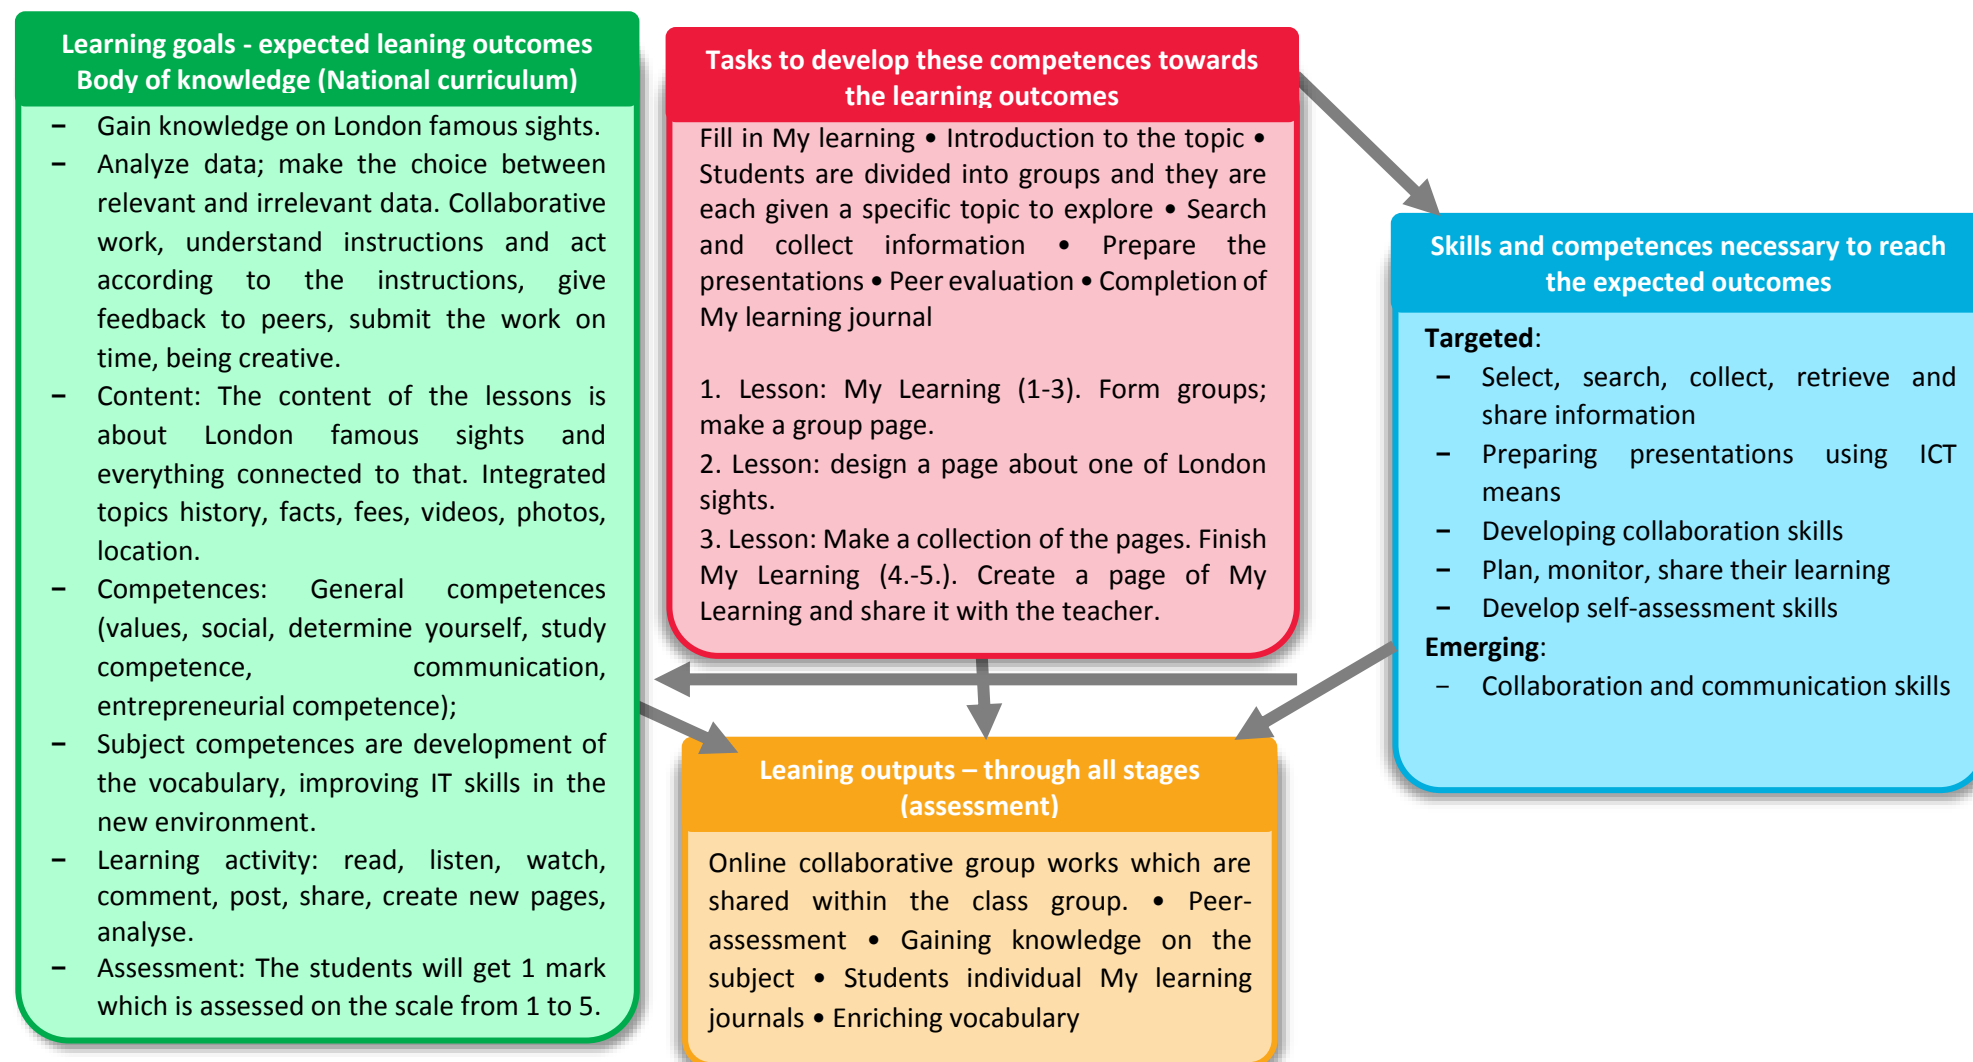 Learning goals - expected leaning outcomes
Body of knowledge (National curriculum)
– Gain knowledge on London famous sights.
– Analyze data; make the choice between
relevant and irrelevant data. Collaborative
work, understand instructions and act
according to the instructions, give
feedback to peers, submit the work on
time, being creative.
– Content: The content of the lessons is
about London famous sights and
everything connected to that. Integrated
topics history, facts, fees, videos, photos,
location.
– Competences: General competences
(values, social, determine yourself, study
competence, communication,
entrepreneurial competence);
– Subject competences are development of
the vocabulary, improving IT skills in the
new environment.
– Learning activity: read, listen, watch,
comment, post, share, create new pages,
analyse.
– Assessment: The students will get 1 mark
which is assessed on the scale from 1 to 5.
Tasks to develop these competences towards
the learning outcomes
Fill in My learning • Introduction to the topic •
Students are divided into groups and they are
each given a specific topic to explore • Search
and collect information • Prepare the
presentations • Peer evaluation • Completion of
My learning journal
1. Lesson: My Learning (1-3). Form groups;
make a group page.
2. Lesson: design a page about one of London
sights.
3. Lesson: Make a collection of the pages. Finish
My Learning (4.-5.). Create a page of My
Learning and share it with the teacher.
Skills and competences necessary to reach
the expected outcomes
Targeted:
– Select, search, collect, retrieve and
share information
– Preparing presentations using ICT
means
– Developing collaboration skills
– Plan, monitor, share their learning
– Develop self-assessment skills
Emerging:
– Collaboration and communication skills
Leaning outputs – through all stages
(assessment)
Online collaborative group works which are
shared within the class group. • Peer-
assessment • Gaining knowledge on the
subject • Students individual My learning
journals • Enriching vocabulary